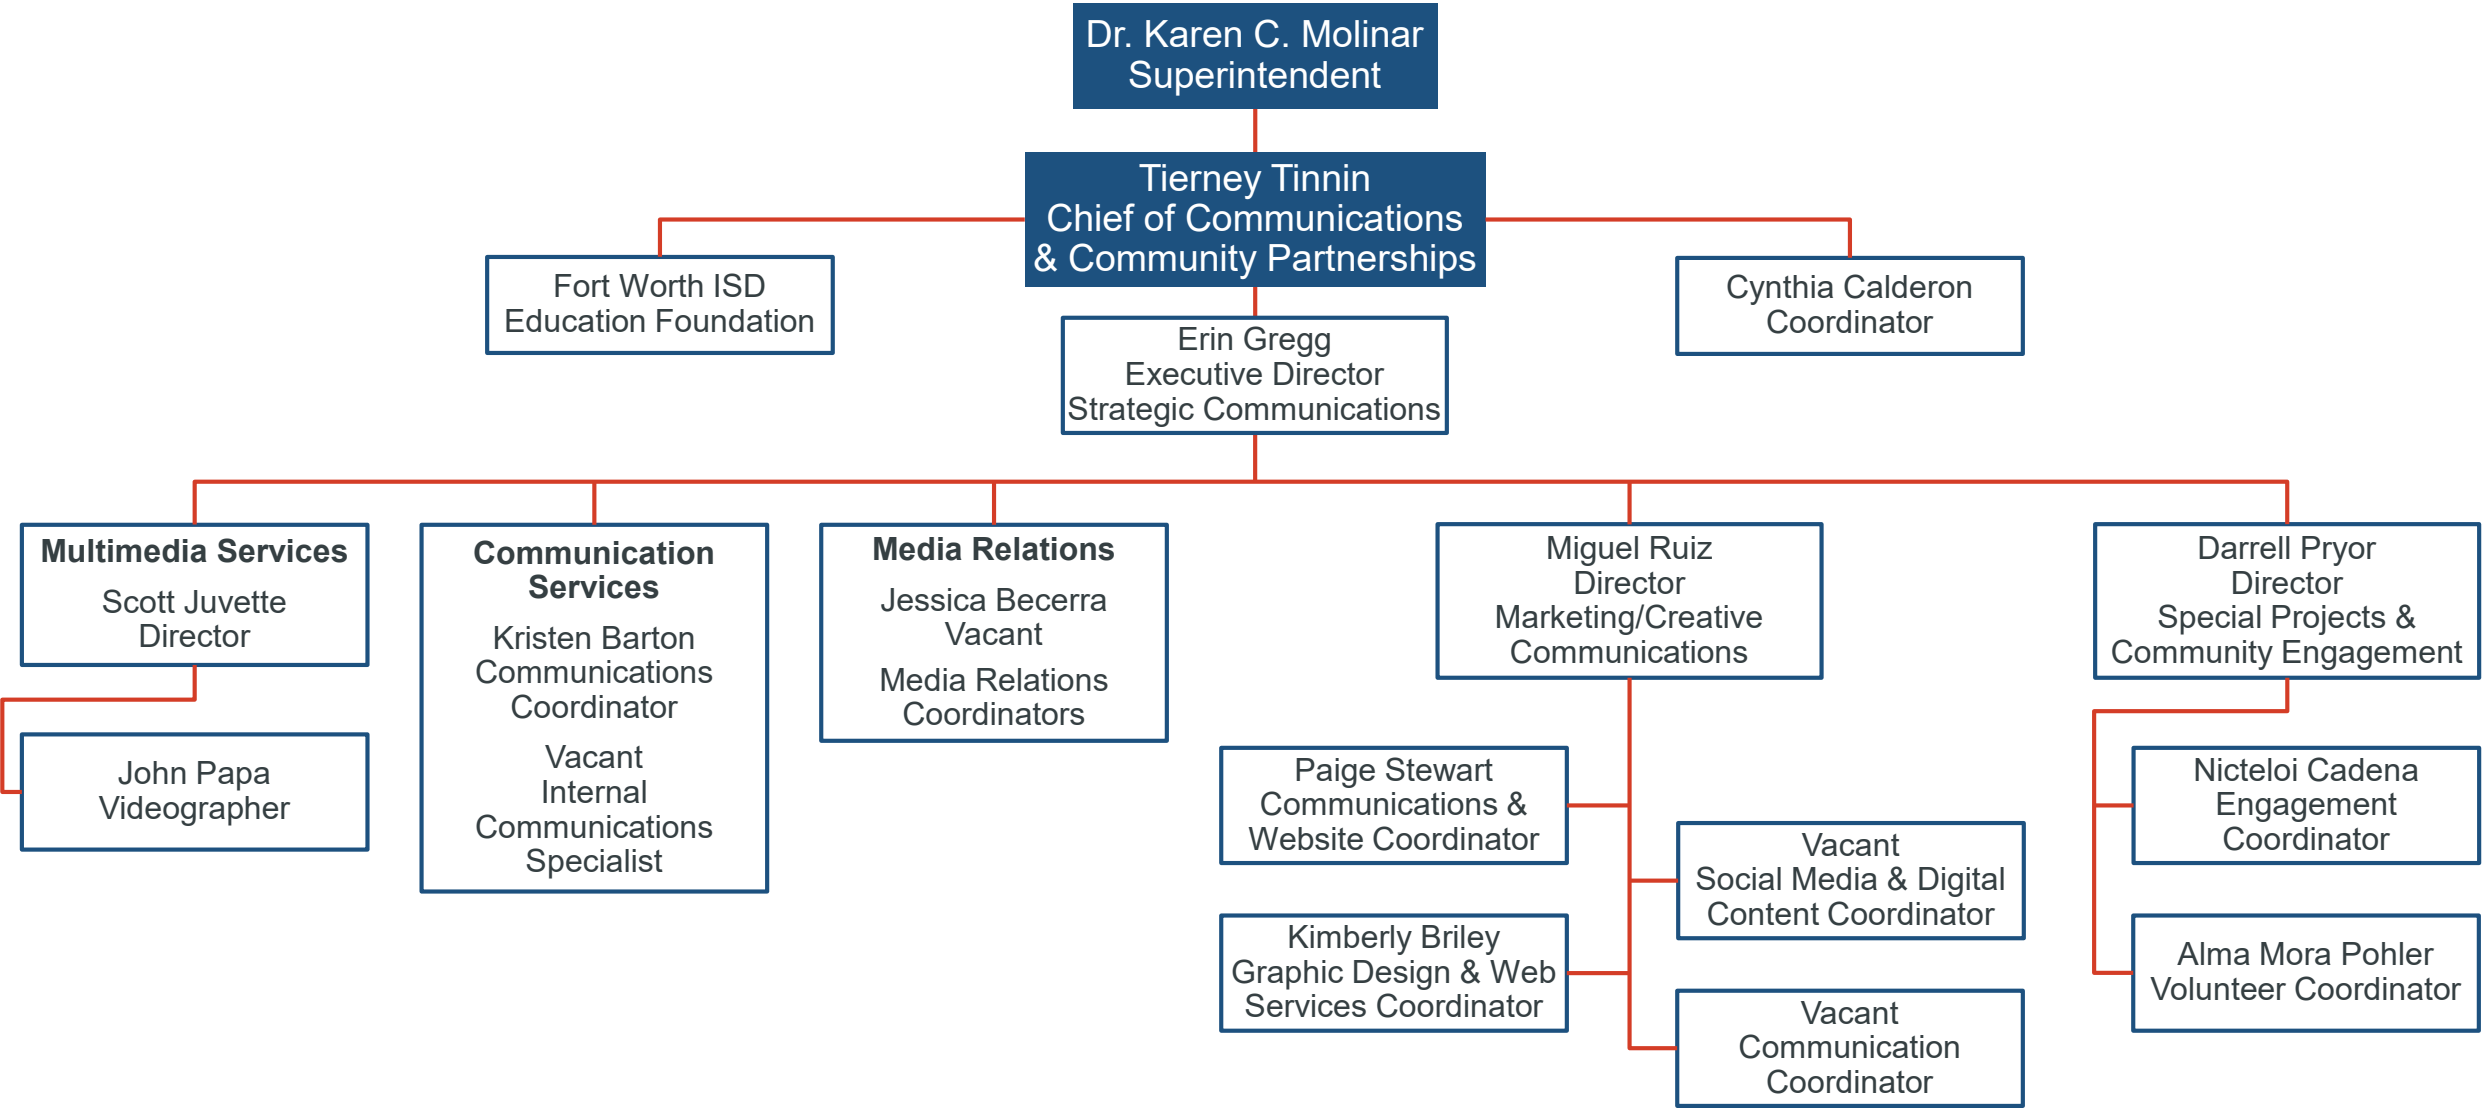 Dr. Karen C. Molinar
Superintendent
Tierney Tinnin
Chief of Communications
& Community Partnerships
Fort Worth ISD
Education Foundation
Cynthia Calderon
Coordinator
Erin Gregg
Executive Director
Strategic Communications
Multimedia Services
Scott Juvette
Director
John Papa
Videographer
Communication
Services
Kristen Barton
Communications
Coordinator
Vacant
Internal
Communications
Specialist
Media Relations
Jessica Becerra
Vacant
Media Relations
Coordinators
Miguel Ruiz
Director
Marketing/Creative
Communications
Paige Stewart
Communications &
Website Coordinator
Vacant
Social Media & Digital
Content Coordinator
Kimberly Briley
Graphic Design & Web
Services Coordinator
Vacant
Communication
Coordinator
Darrell Pryor
Director
Special Projects &
Community Engagement
Nicteloi Cadena
Engagement
Coordinator
Alma Mora Pohler
Volunteer Coordinator